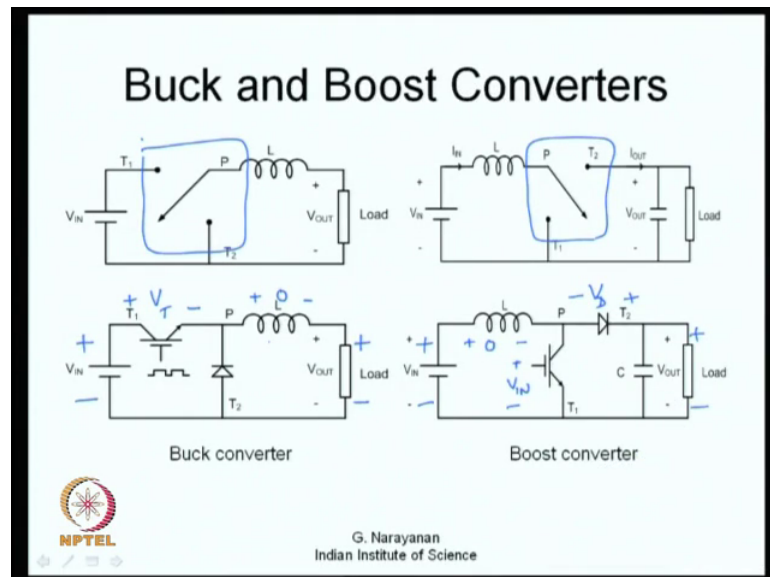 Buck and Boost Converters
T1 P L
VIN VOUT Load
T2
IIN L P T2 IOUT
VIN VOUT Load
T1
+ VT - + 0 -
T1 P L
+ + +
VIN VOUT Load
- T2 - -
- VD +
L P T2
+ + 0 - + + +
VIN + VIN - C VOUT Load
- T1 - -
Buck converter
Boost converter
NPTEL
G. Narayanan
Indian Institute of Science